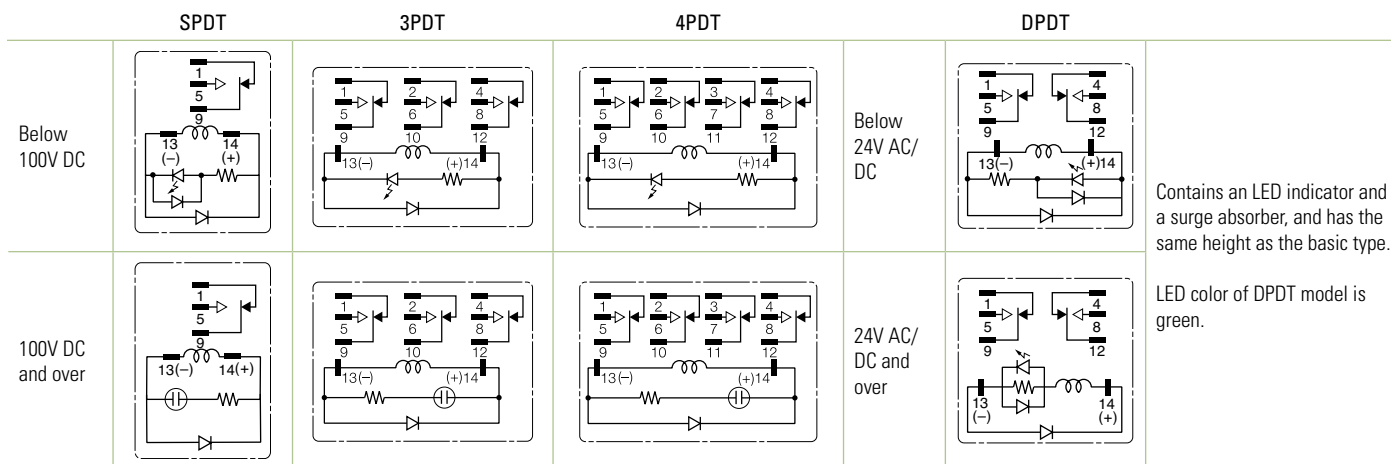 SPDT 3PDT 4PDT DPDT
Below
100V DC
1
5
9
13 14
(–) (+)
1 2 4
5 6 8
9 10 12
13(–) (+)14
1 2 3 4
5 6 7 8
9 10 11 12
13(–) (+)14
Below
24V AC/
DC
1 4
5 8
9 12
13(–) (+)14
Contains an LED indicator and
a surge absorber, and has the
same height as the basic type.
LED color of DPDT model is
green.
100V DC
and over
1
5
9
13(–) 14(+)
1 2 4
5 6 8
9 10 12
13(–) (+)14
1 2 3 4
5 6 7 8
9 10 11 12
13(–) (+)14
24V AC/
DC and
over
1 4
5 8
9 12
13 14
(–) (+)